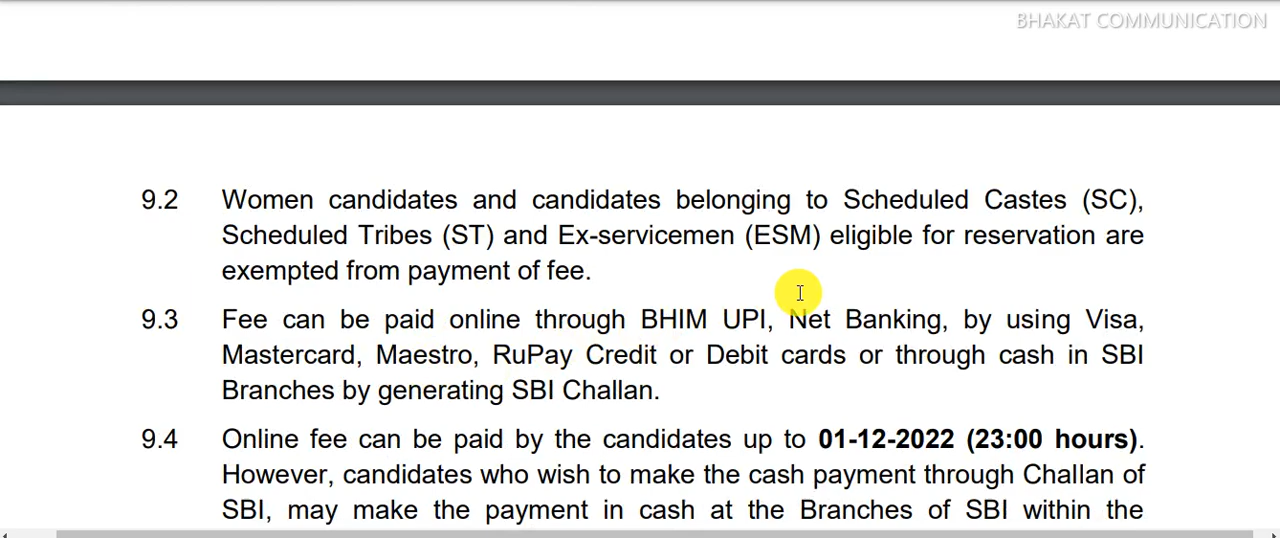 BHAKAT COMMUNICATION
9.2 Women candidates and candidates belonging to Scheduled Castes (SC),
Scheduled Tribes (ST) and Ex-servicemen (ESM) eligible for reservation are
exempted from payment of fee.
9.3 Fee can be paid online through BHIM UPI, Net Banking, by using Visa,
Mastercard, Maestro, RuPay Credit or Debit cards or through cash in SBI
Branches by generating SBI Challan.
9.4 Online fee can be paid by the candidates up to 01-12-2022 (23:00 hours).
However, candidates who wish to make the cash payment through Challan of
SBI, may make the payment in cash at the Branches of SBI within the